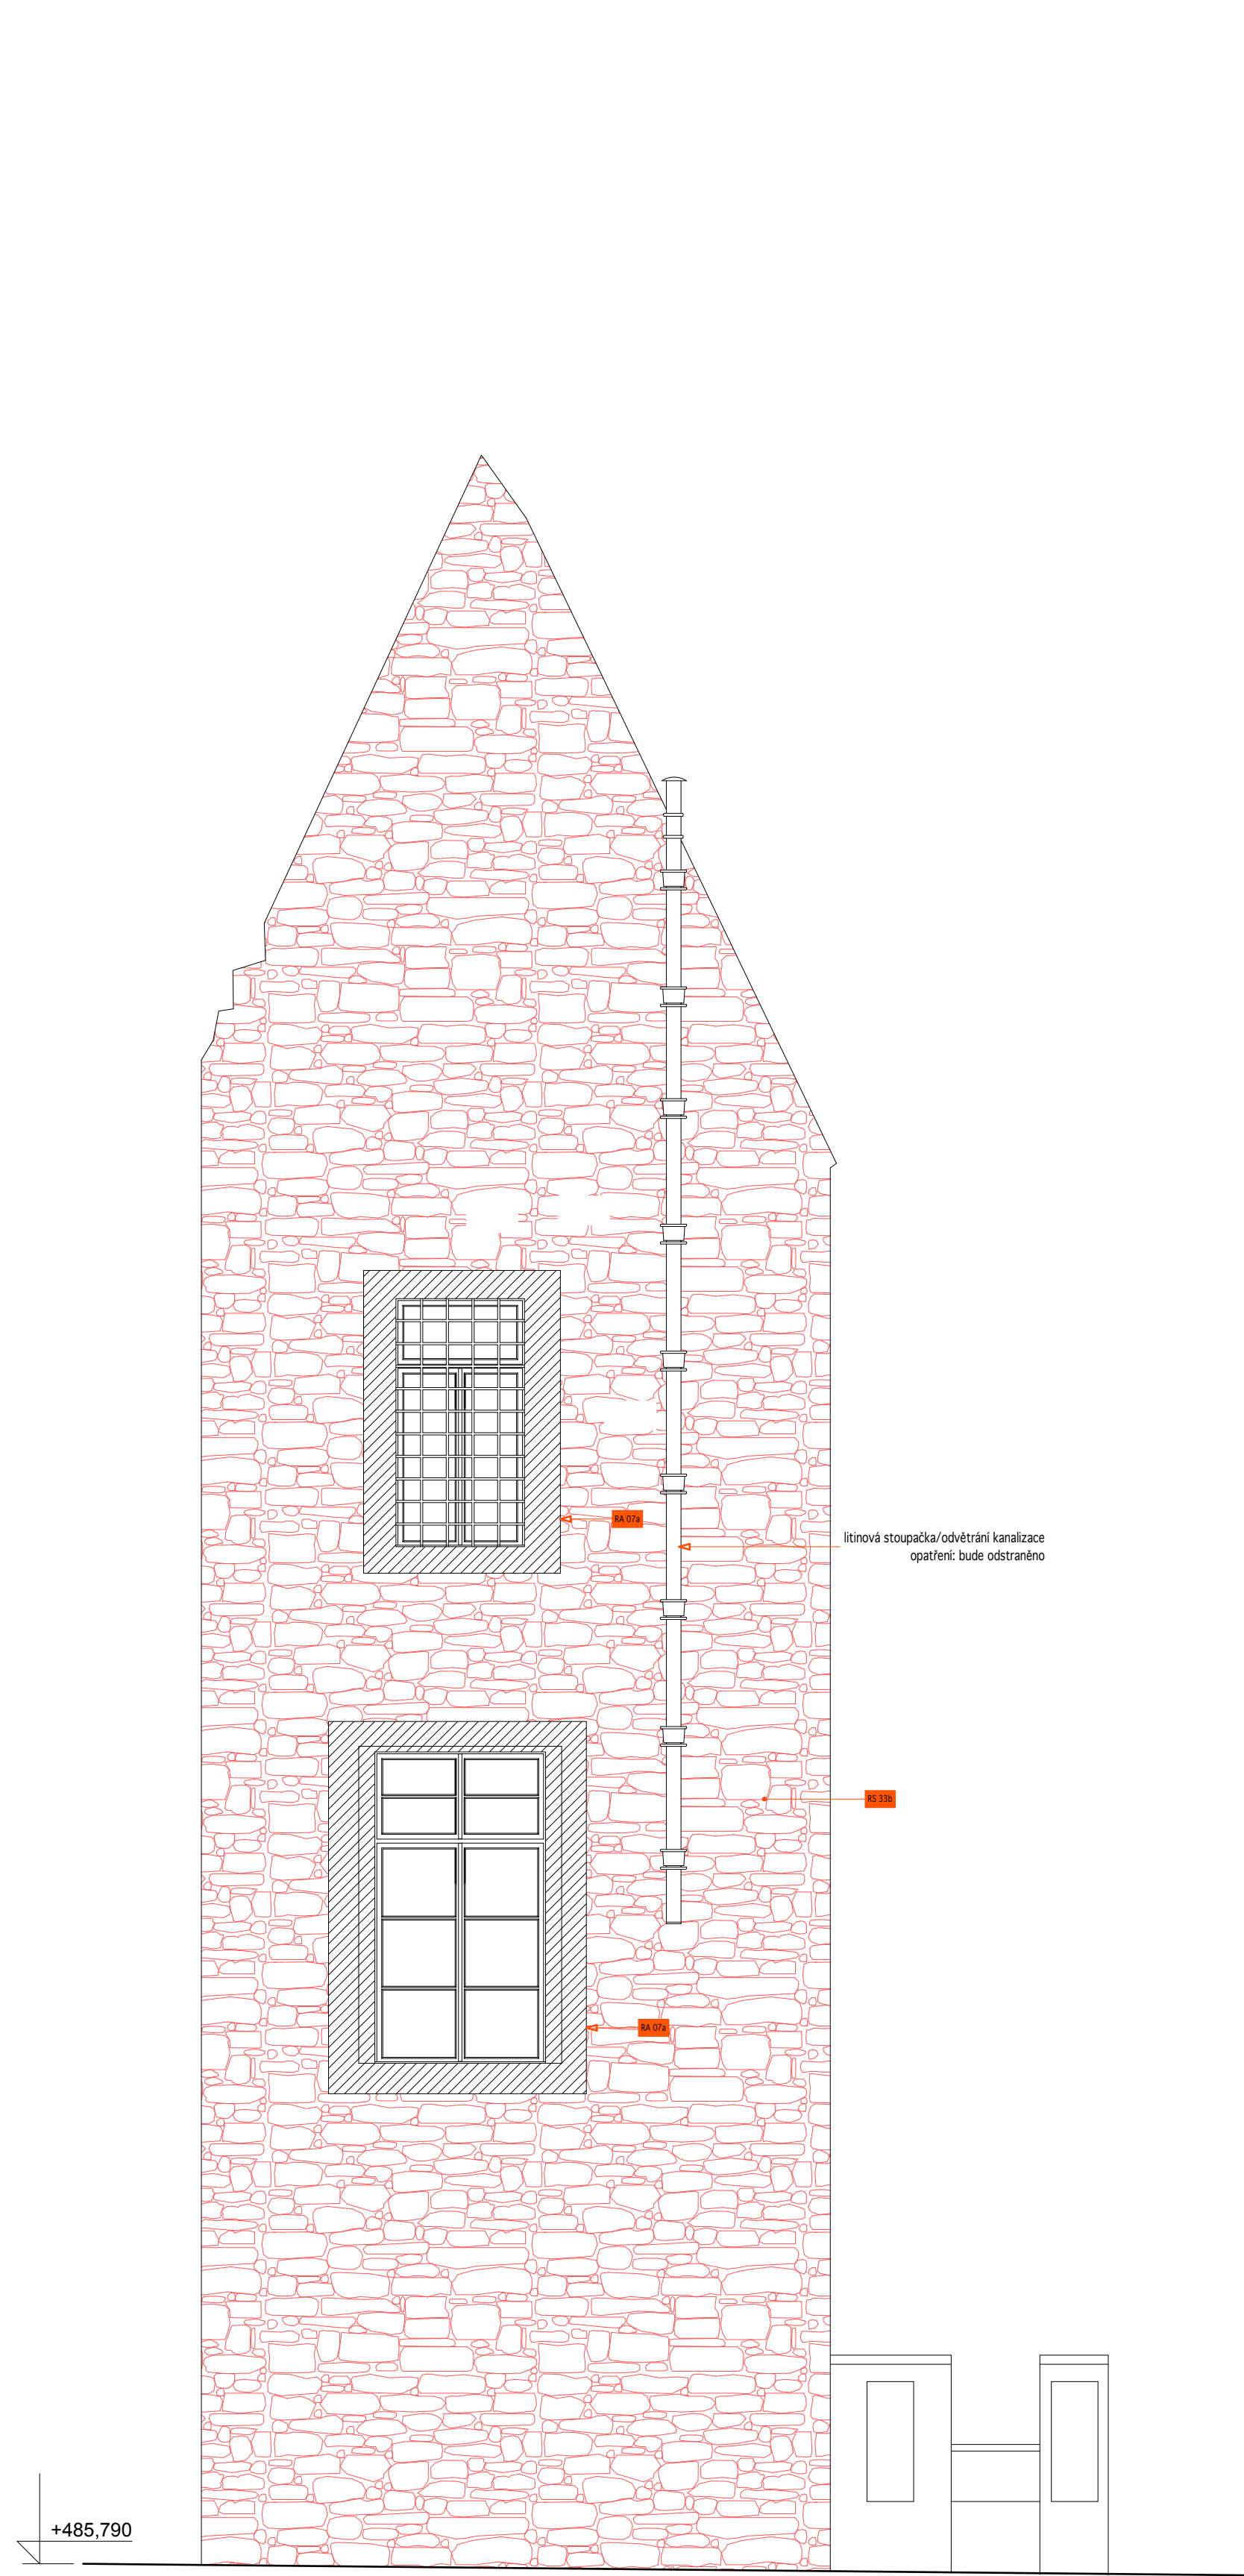 RA 07a
litinová stoupačka/odvětrání kanalizace
opatření: bude odstraněno
RS 33b
RA 07a
+485,790